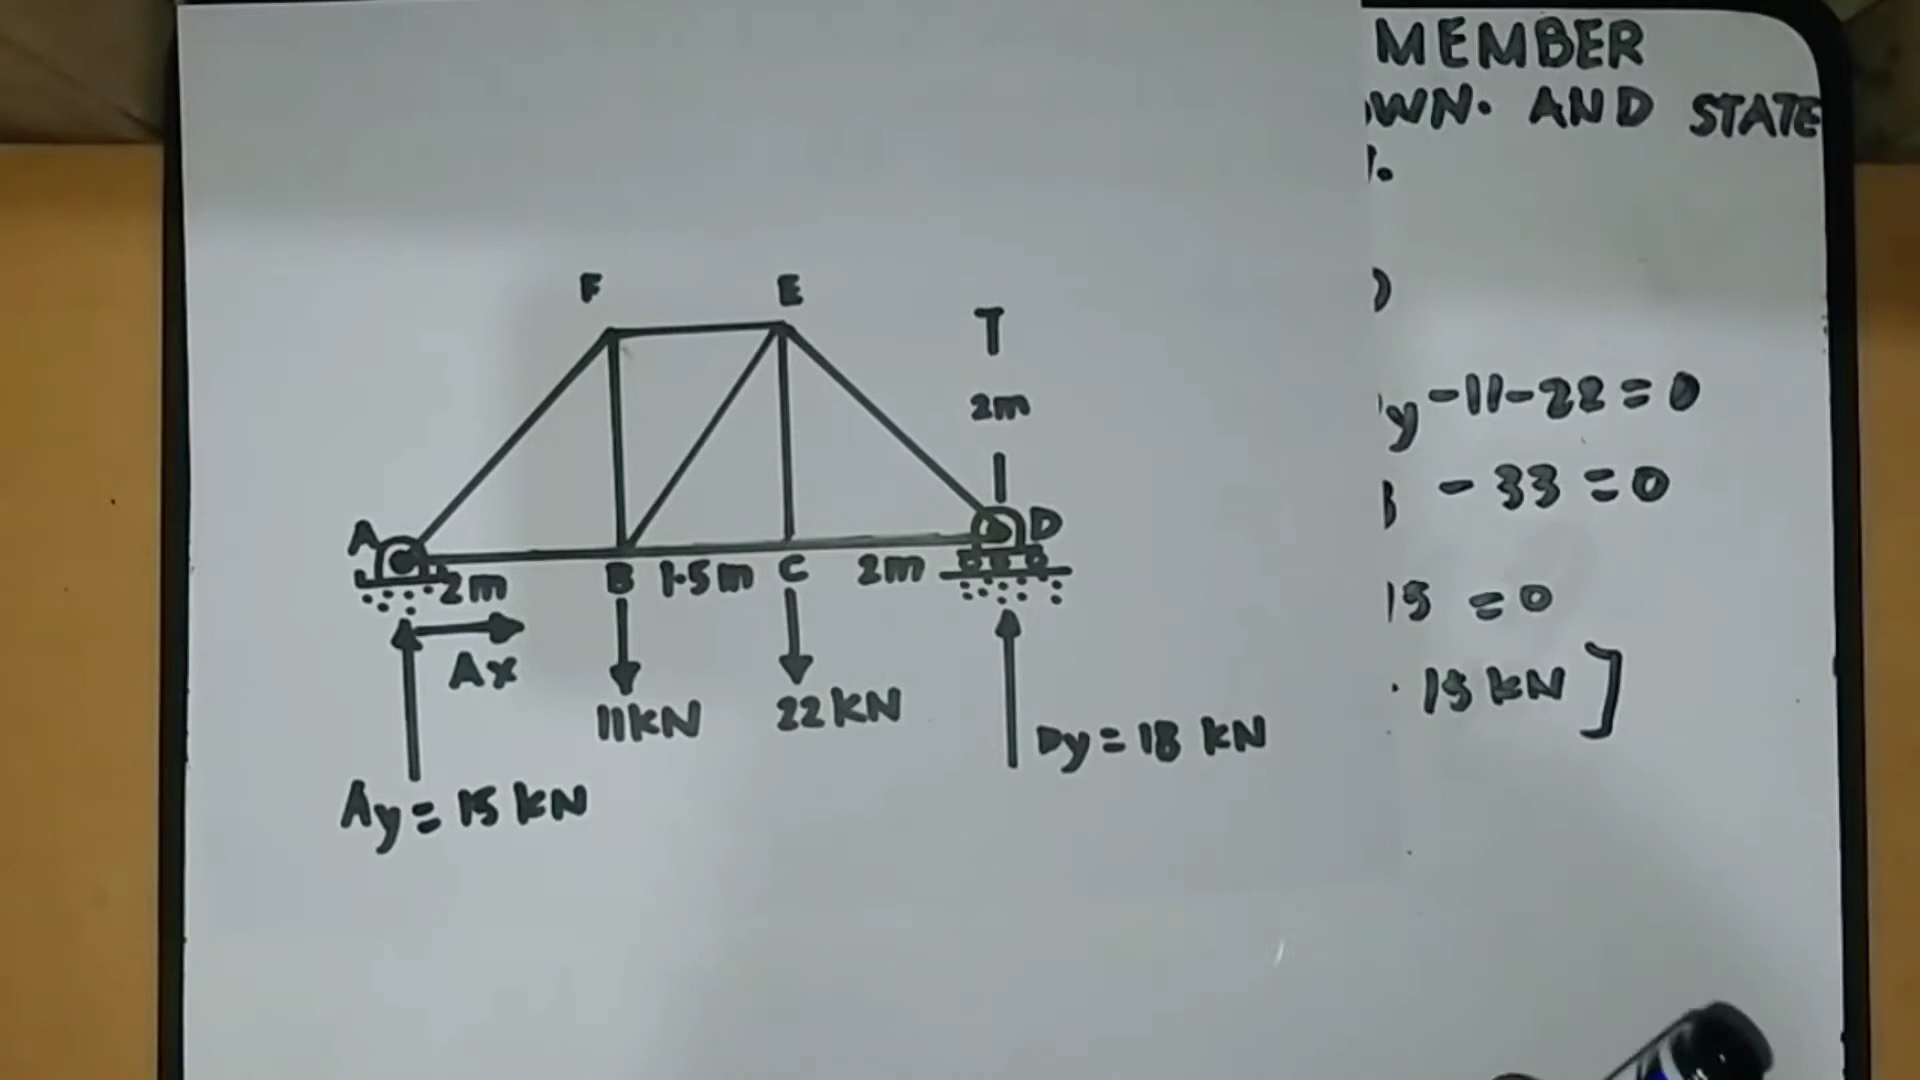 MEMBER
WN. AND STATE
F E
T
2m
y -11-22=0
- 33 =0
A
D
2m B 1.5m C 2m
15 =0
Ax
15 kN ]
11kN 22kN
Dy = 18 kN
Ay = 15 kN